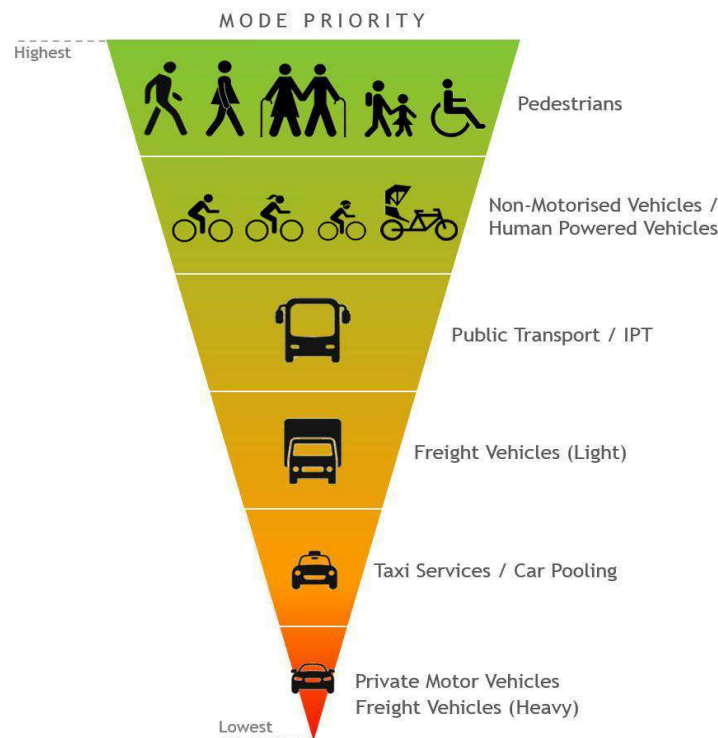 MODE PRIORITY
Highest
Pedestrians
Non-Motorised Vehicles /
Human Powered Vehicles
Public Transport / IPT
Freight Vehicles (Light)
Taxi Services / Car Pooling
Private Motor Vehicles
Freight Vehicles (Heavy)
Lowest